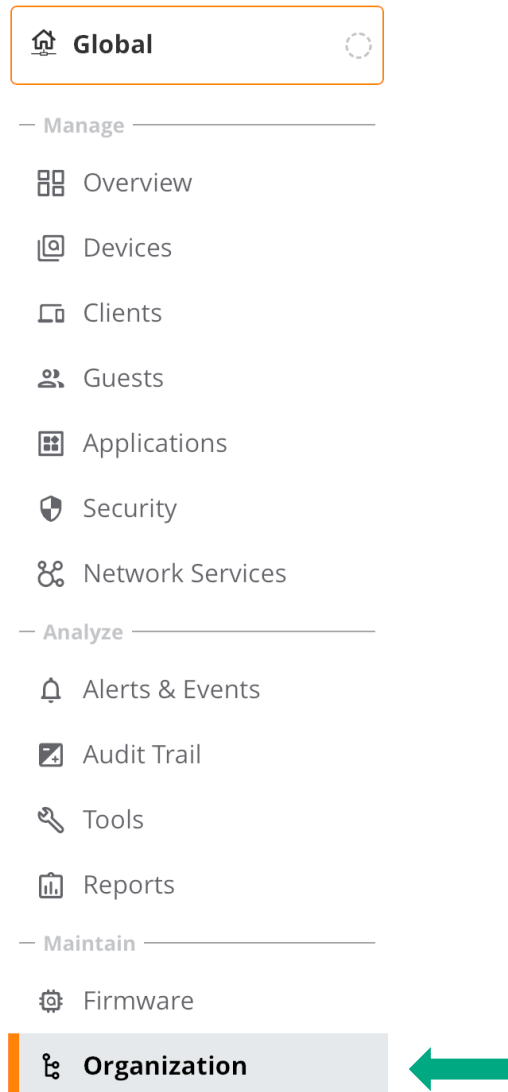 Global
Manage
Overview
Devices
Clients
Guests
Applications
Security
Network Services
Analyze
Alerts & Events
Audit Trail
Tools
Reports
Maintain
Firmware
Organization